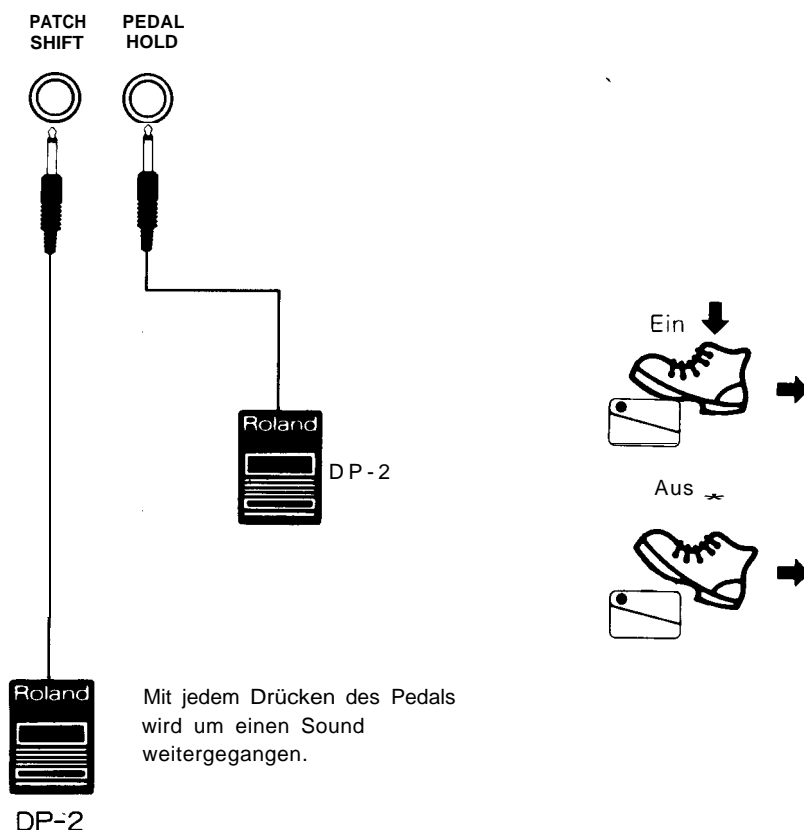 PATCH SHIFT
PEDAL HOLD
Ein
Roland
DP-2
Aus
Roland
Mit jedem Drücken des Pedals
wird um einen Sound
weitergegangen.
DP-2